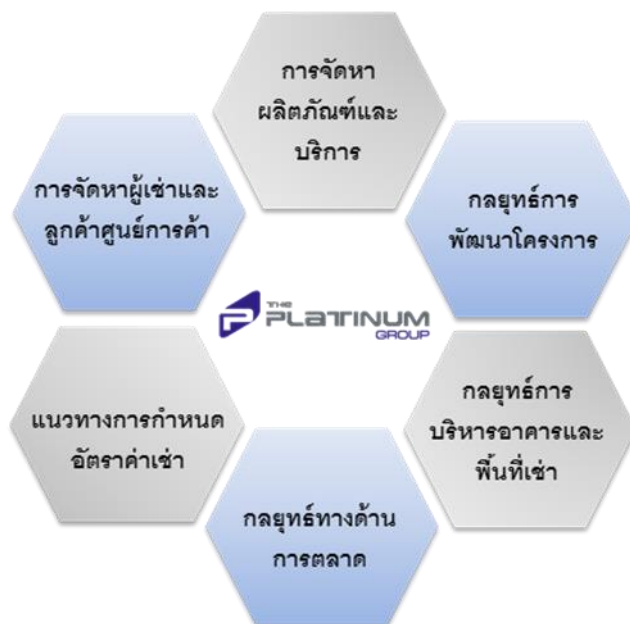 การจัดหา
ผลิตภัณฑ์และ
บริการ
กลยุทธ์การ
พัฒนาโครงการ
กลยุทธ์การ
บริหารอาคารและ
พื้นที่เช่า
กลยุทธ์ทางด้าน
การตลาด
แนวทางการกำหนด
อัตราค่าเช่า
การจัดหาผู้เช่าและ
ลูกค้าศูนย์การค้า
THE
PLATINUM
GROUP